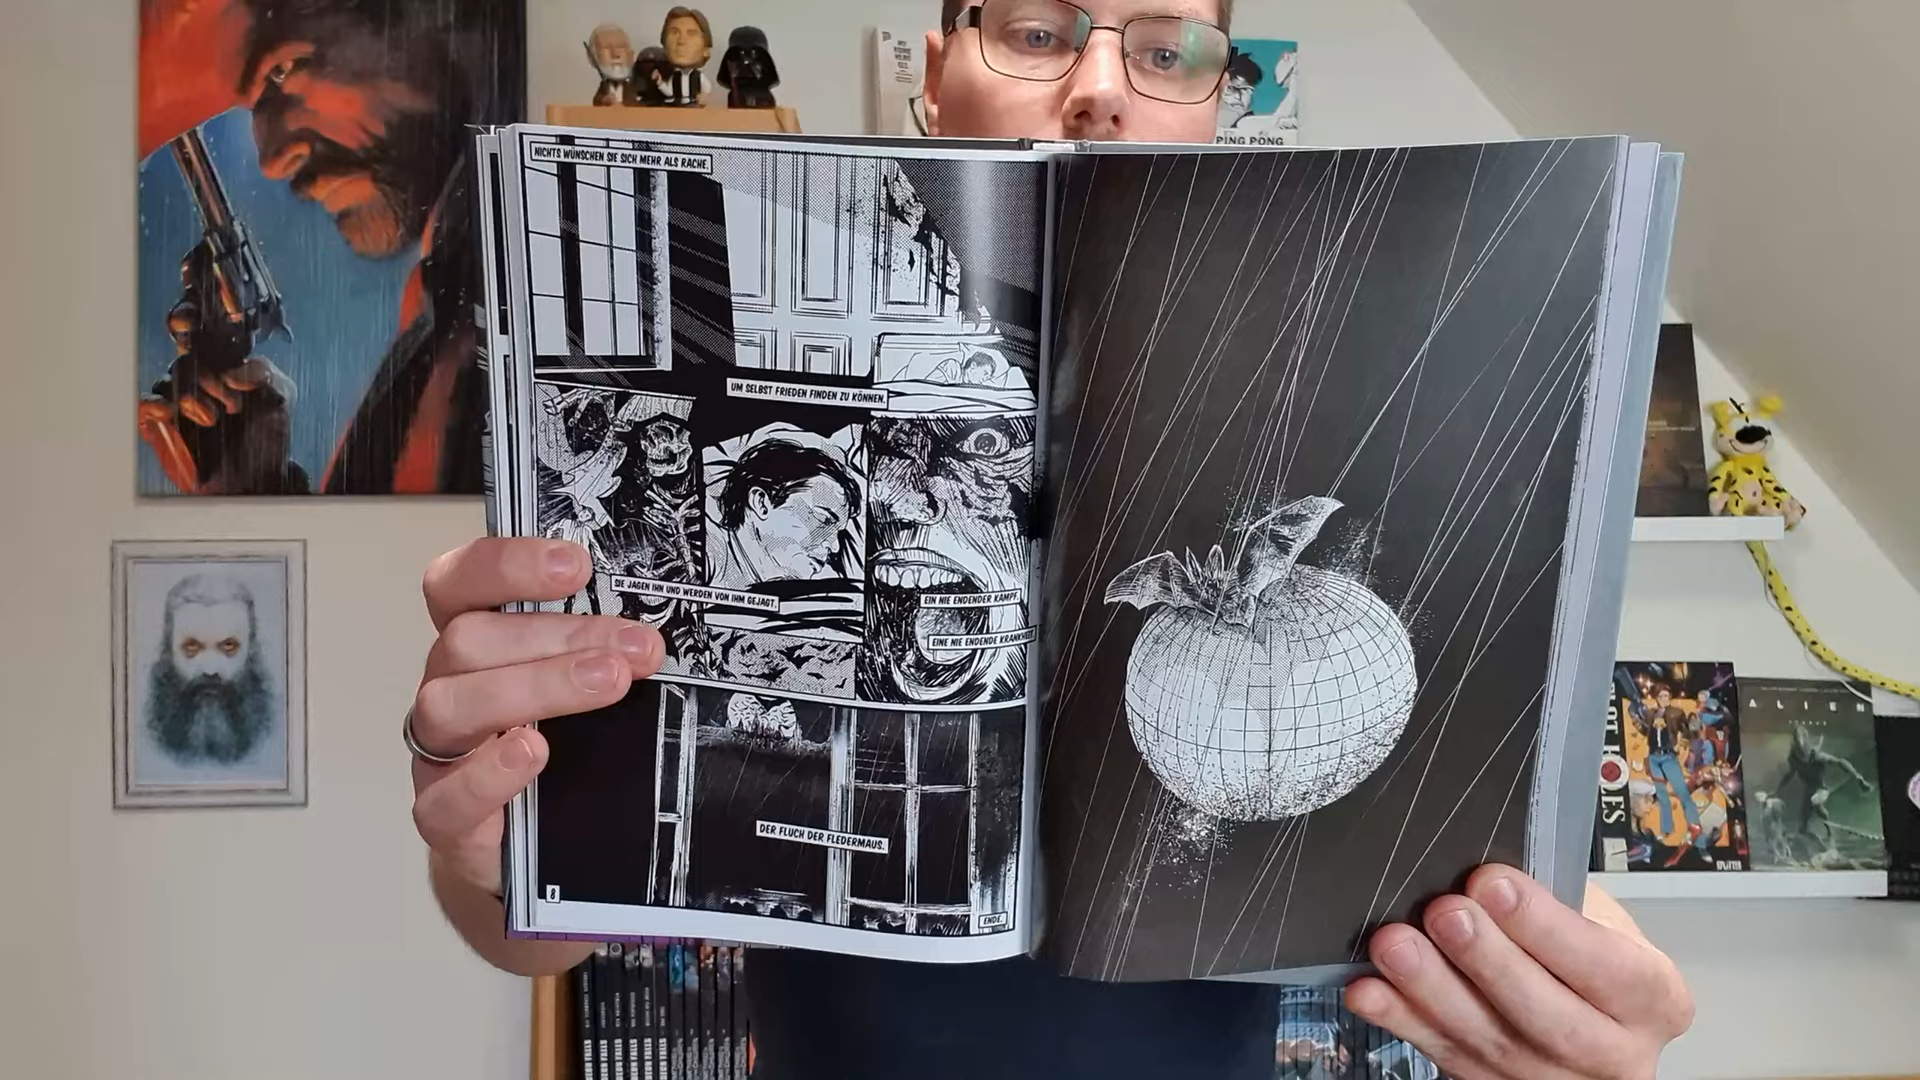 PING PONG
NICHTS WÜNSCHEN SIE SICH MEHR ALS RACHE.
UM SELBST FRIEDEN FINDEN ZU KÖNNEN.
SIE JAGEN IHN UND WERDEN VON IHM GEJAGT.
EIN NIE ENDENDER KAMPF.
EINE NIE ENDENDE KRANKHEIT.
DER FLUCH DER FLEDERMAUS.
8
ENDE.
ALIEN
SPLITTER